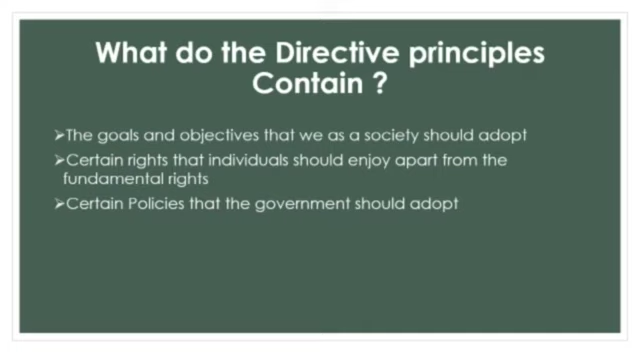 What do the Directive principles
Contain ?
➢The goals and objectives that we as a society should adopt
➢Certain rights that individuals should enjoy apart from the
fundamental rights
➢Certain Policies that the government should adopt